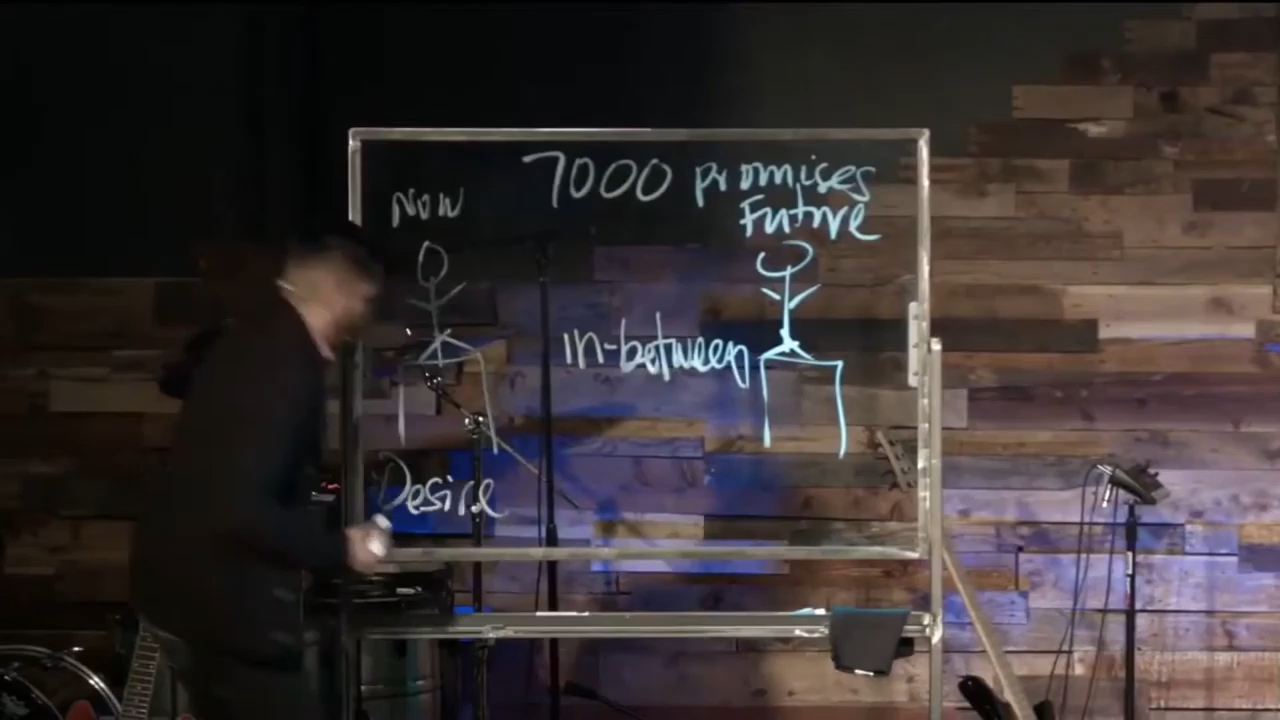 7000 promises
Now
Future
in-between
Desire